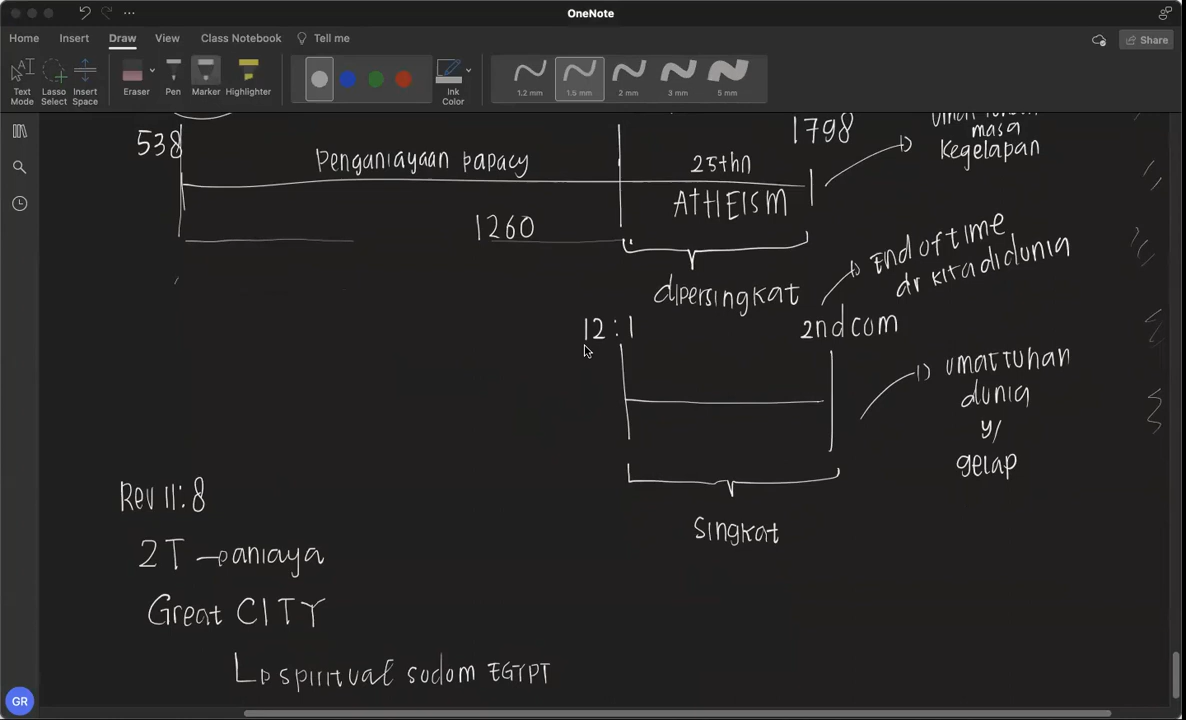 OneNote
Home Insert Draw View Class Notebook Tell me
Share
Text Mode
Lasso Select
Insert Space
Eraser
Pen
Marker
Highlighter
Ink Color
1.2 mm
1.5 mm
2 mm
3 mm
5 mm
538
Penganiayaan papacy
25thn
1798
masa
Kegelapan
ATHEISM
1260
dipersingkat
End of time
dr kita di dunia
12:1
2nd com
umat tuhan
dunia
y/
gelap
Singkat
Rev 11:8
2T → aniaya
Great CITY
↳ spiritual sodom EGYPT
GR